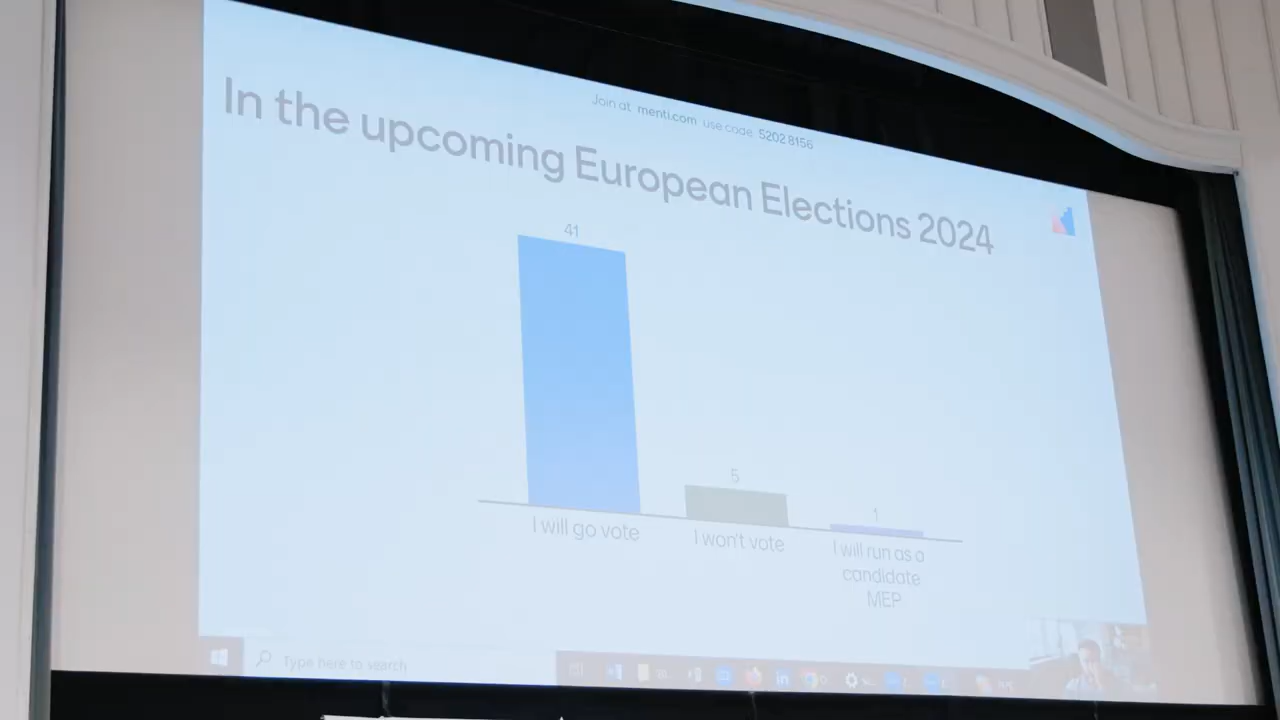 Join at menti.com use code 5202 8156
In the upcoming European Elections 2024
41
5
1
I will go vote
I won't vote
I will run as a
candidate
MEP
Type here to search